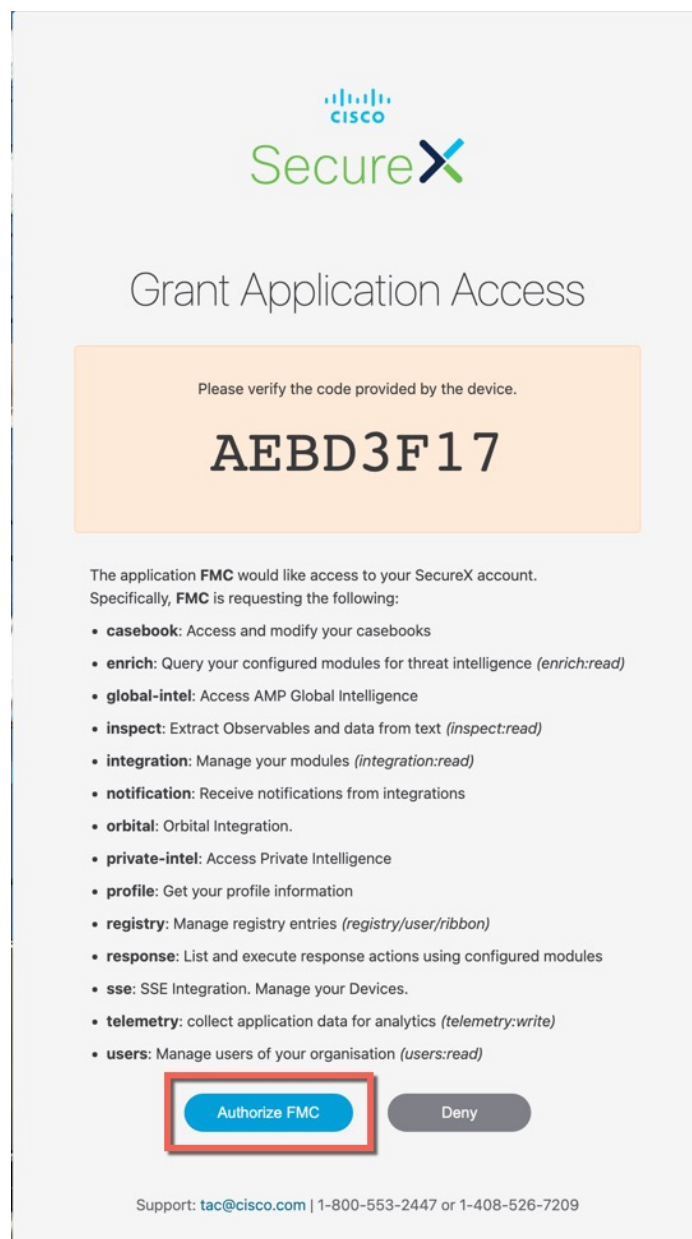 CISCO
SecureX
Grant Application Access
Please verify the code provided by the device.
AEBD3F17
The application FMC would like access to your SecureX account.
Specifically, FMC is requesting the following:
• casebook: Access and modify your casebooks
• enrich: Query your configured modules for threat intelligence (enrich:read)
• global-intel: Access AMP Global Intelligence
• inspect: Extract Observables and data from text (inspect:read)
• integration: Manage your modules (integration:read)
• notification: Receive notifications from integrations
• orbital: Orbital Integration.
• private-intel: Access Private Intelligence
• profile: Get your profile information
• registry: Manage registry entries (registry/user/ribbon)
• response: List and execute response actions using configured modules
• sse: SSE Integration. Manage your Devices.
• telemetry: collect application data for analytics (telemetry:write)
• users: Manage users of your organisation (users:read)
Authorize FMC Deny
Support: tac@cisco.com | 1-800-553-2447 or 1-408-526-7209